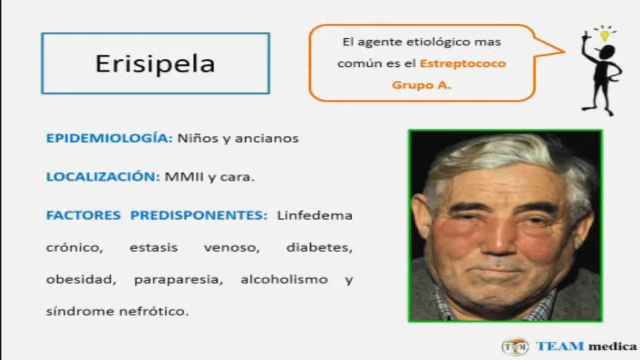 Erisipela
El agente etiológico mas
común es el Estreptococo
Grupo A.
EPIDEMIOLOGÍA: Niños y ancianos
LOCALIZACIÓN: MMII y cara.
FACTORES PREDISPONENTES: Linfedema
crónico, estasis venoso, diabetes,
obesidad, paraparesia, alcoholismo y
síndrome nefrótico.
TEAM medica